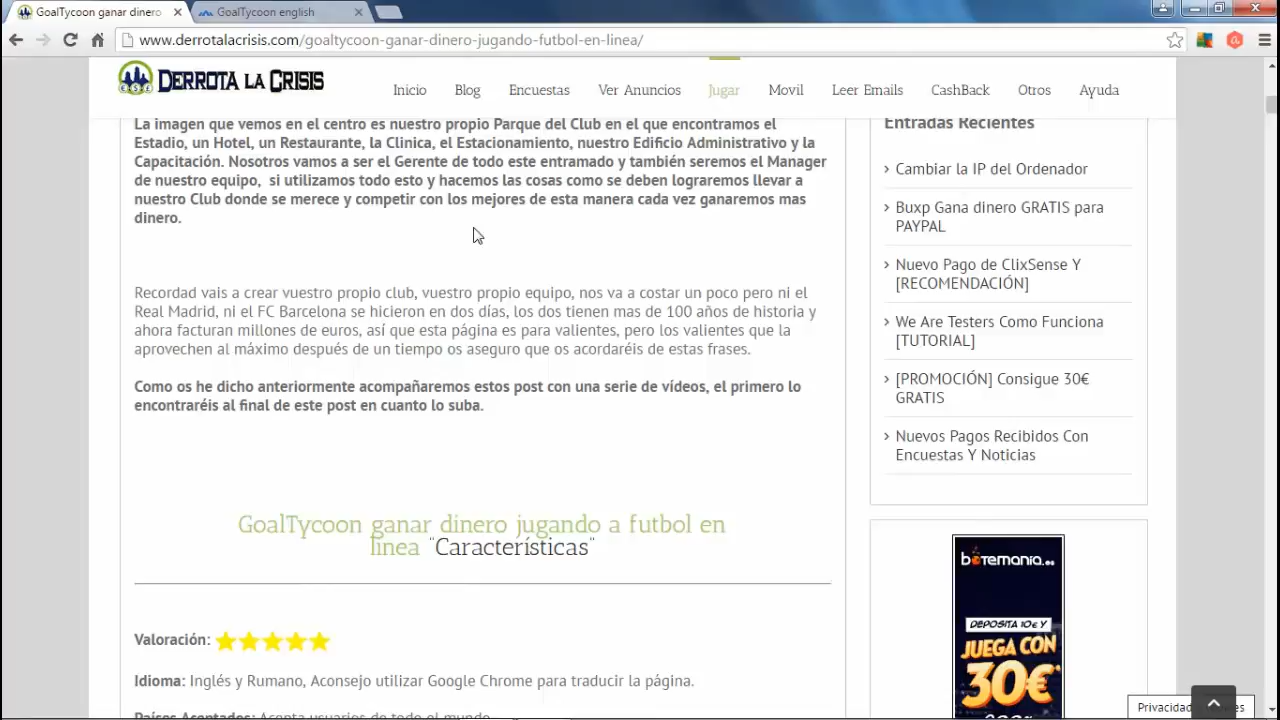 GoalTycoon ganar dinero
GoalTycoon english
www.derrotalacrisis.com/goaltycoon-ganar-dinero-jugando-futbol-en-linea/
DERROTA LA CRISIS
Inicio
Blog
Encuestas
Ver Anuncios
Jugar
Movil
Leer Emails
CashBack
Otros
Ayuda
La imagen que vemos en el centro es nuestro propio Parque del Club en el que encontramos el
Estadio, un Hotel, un Restaurante, la Clinica, el Estacionamiento, nuestro Edificio Administrativo y la
Capacitación. Nosotros vamos a ser el Gerente de todo este entramado y también seremos el Manager
de nuestro equipo, si utilizamos todo esto y hacemos las cosas como se deben lograremos llevar a
nuestro Club donde se merece y competir con los mejores de esta manera cada vez ganaremos mas
dinero.
Recordad vais a crear vuestro propio club, vuestro propio equipo, nos va a costar un poco pero ni el
Real Madrid, ni el FC Barcelona se hicieron en dos días, los dos tienen mas de 100 años de historia y
ahora facturan millones de euros, así que esta página es para valientes, pero los valientes que la
aprovechen al máximo después de un tiempo os aseguro que os acordaréis de estas frases.
Como os he dicho anteriormente acompañaremos estos post con una serie de vídeos, el primero lo
encontraréis al final de este post en cuanto lo suba.
GoalTycoon ganar dinero jugando a futbol en
linea "Características"
Valoración:
Idioma: Inglés y Rumano, Aconsejo utilizar Google Chrome para traducir la página.
Países Aceptados: Acepta usuarios de todo el mundo
Entradas Recientes
Cambiar la IP del Ordenador
Buxp Gana dinero GRATIS para
PAYPAL
Nuevo Pago de ClixSense Y
[RECOMENDACIÓN]
We Are Testers Como Funciona
[TUTORIAL]
[PROMOCIÓN] Consigue 30€
GRATIS
Nuevos Pagos Recibidos Con
Encuestas Y Noticias
botemania.es
DEPOSITA 10€ Y
JUEGA CON
30€
Privacidad